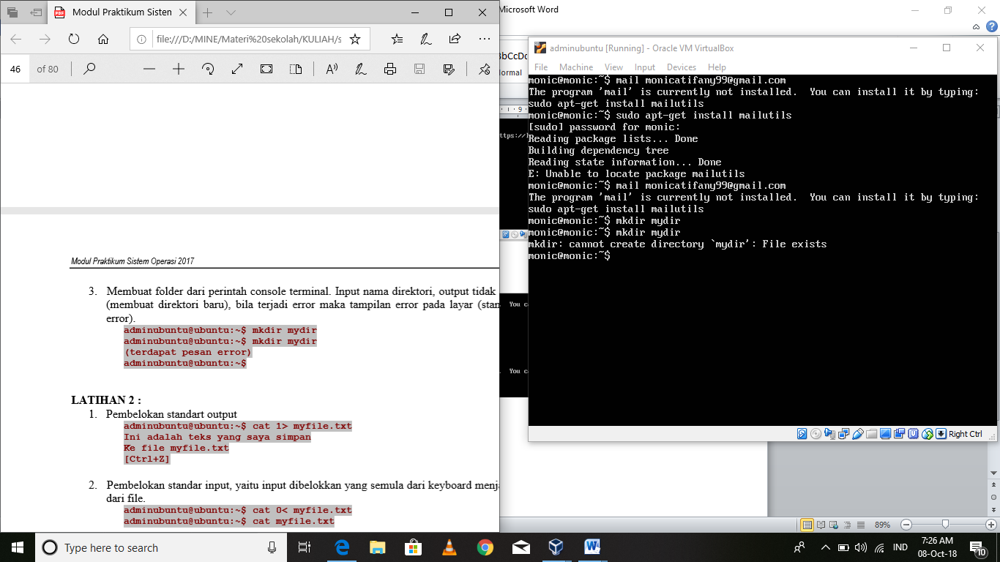 Modul Praktikum Sisten
file:///D:/MINE/Materi%20sekolah/KULIAH/s
46 of 80
Modul Praktikum Sistem Operasi 2017
3. Membuat folder dari perintah console terminal. Input nama direktori, output tidak
(membuat direktori baru), bila terjadi error maka tampilan error pada layar (stan
error).
adminubuntu@ubuntu:~$ mkdir mydir
adminubuntu@ubuntu:~$ mkdir mydir
(terdapat pesan error)
adminubuntu@ubuntu:~$
LATIHAN 2 :
1. Pembelokan standart output
adminubuntu@ubuntu:~$ cat 1> myfile.txt
Ini adalah teks yang saya simpan
Ke file myfile.txt
[Ctrl+Z]
2. Pembelokan standar input, yaitu input dibelokkan yang semula dari keyboard menja
dari file.
adminubuntu@ubuntu:~$ cat 0< myfile.txt
adminubuntu@ubuntu:~$ cat myfile.txt
Microsoft Word
bCcDc
ormal
9
ttps://
You c
You c
adminubuntu [Running] - Oracle VM VirtualBox
File Machine View Input Devices Help
monic@monic:~$ mail monicatifany99@gmail.com
The program 'mail' is currently not installed.  You can install it by typing:
sudo apt-get install mailutils
monic@monic:~$ sudo apt-get install mailutils
[sudo] password for monic:
Reading package lists... Done
Building dependency tree
Reading state information... Done
E: Unable to locate package mailutils
monic@monic:~$ mail monicatifany99@gmail.com
The program 'mail' is currently not installed.  You can install it by typing:
sudo apt-get install mailutils
monic@monic:~$ mkdir mydir
monic@monic:~$ mkdir mydir
mkdir: cannot create directory `mydir': File exists
monic@monic:~$
Right Ctrl
89%
Type here to search
IND
7:26 AM
08-Oct-18
10